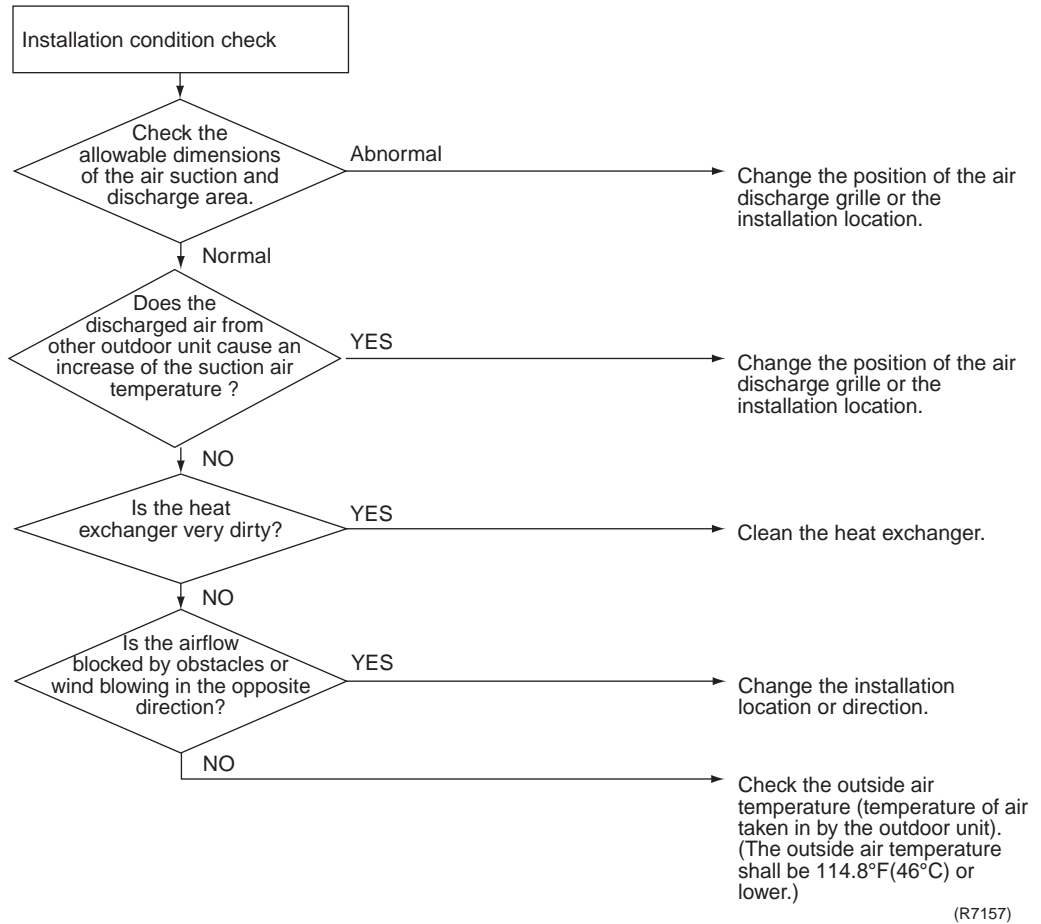 Installation condition check
Check the
allowable dimensions
of the air suction and
discharge area.
Abnormal
Change the position of the air
discharge grille or the
installation location.
Normal
Does the
discharged air from
other outdoor unit cause an
increase of the suction air
temperature ?
YES
Change the position of the air
discharge grille or the
installation location.
NO
Is the heat
exchanger very dirty?
YES
Clean the heat exchanger.
NO
Is the airflow
blocked by obstacles or
wind blowing in the opposite
direction?
YES
Change the installation
location or direction.
NO
Check the outside air
temperature (temperature of air
taken in by the outdoor unit).
(The outside air temperature
shall be 114.8°F(46°C) or
lower.)
(R7157)